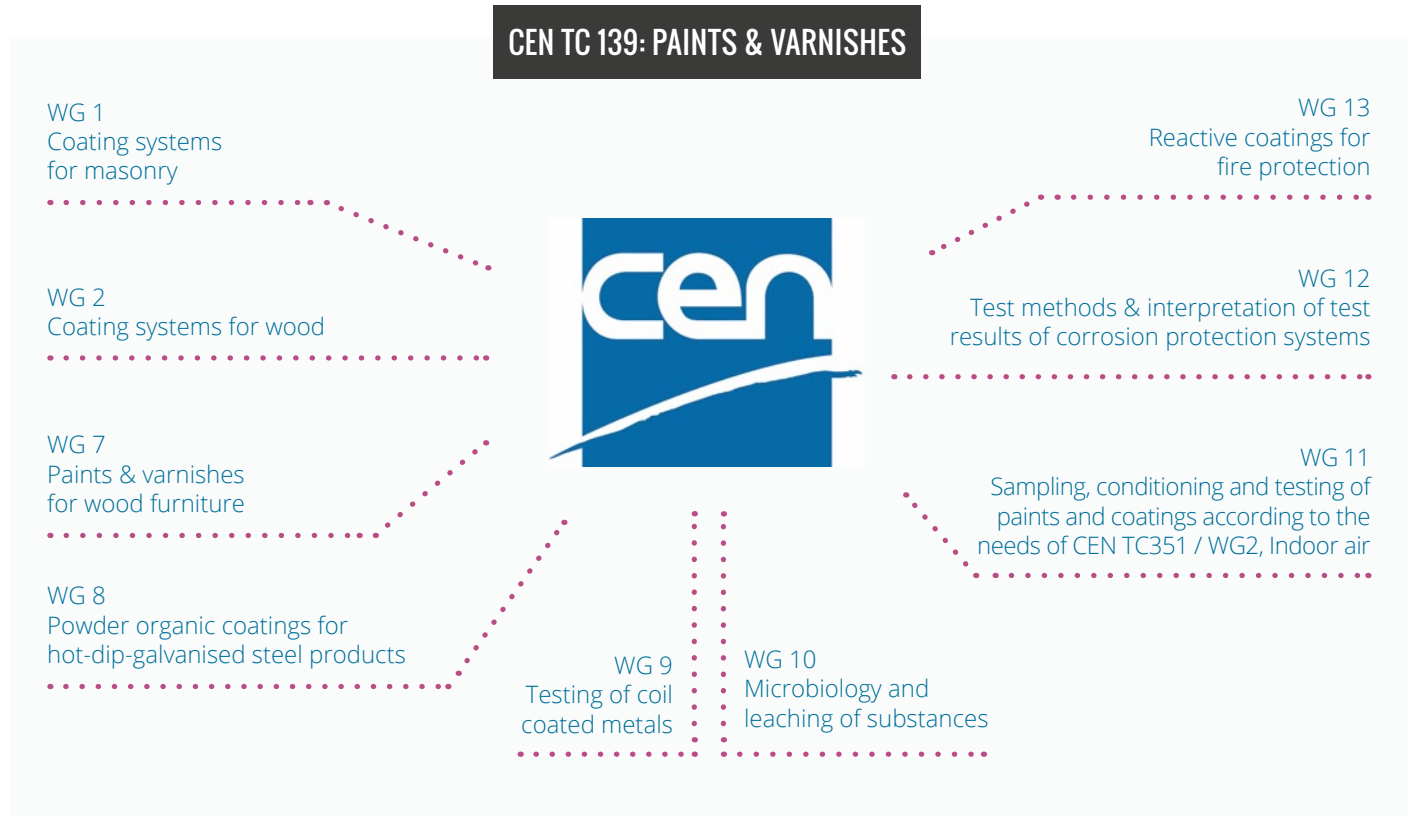 CEN TC 139: PAINTS & VARNISHES
WG 1
Coating systems
for masonry
WG 2
Coating systems for wood
WG 7
Paints & varnishes
for wood furniture
WG 8
Powder organic coatings for
hot-dip-galvanised steel products
WG 9
Testing of coil
coated metals
WG 10
Microbiology and
leaching of substances
WG 11
Sampling, conditioning and testing of
paints and coatings according to the
needs of CEN TC351 / WG2, Indoor air
WG 12
Test methods & interpretation of test
results of corrosion protection systems
WG 13
Reactive coatings for
fire protection
cen